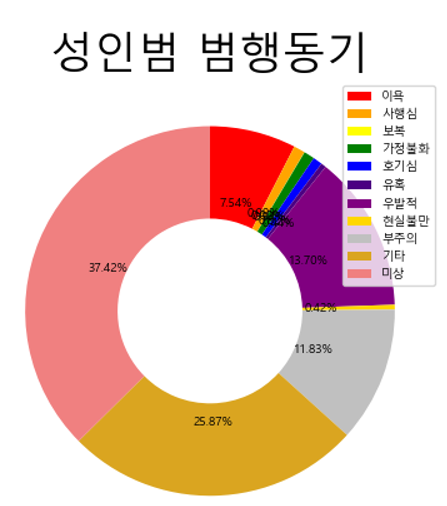 성인범 범행동기
이욕
사행심
보복
가정불화
호기심
유혹
우발적
현실불만
부주의
기타
미상
7.54%
37.42%
13.70%
0.42%
11.83%
25.87%